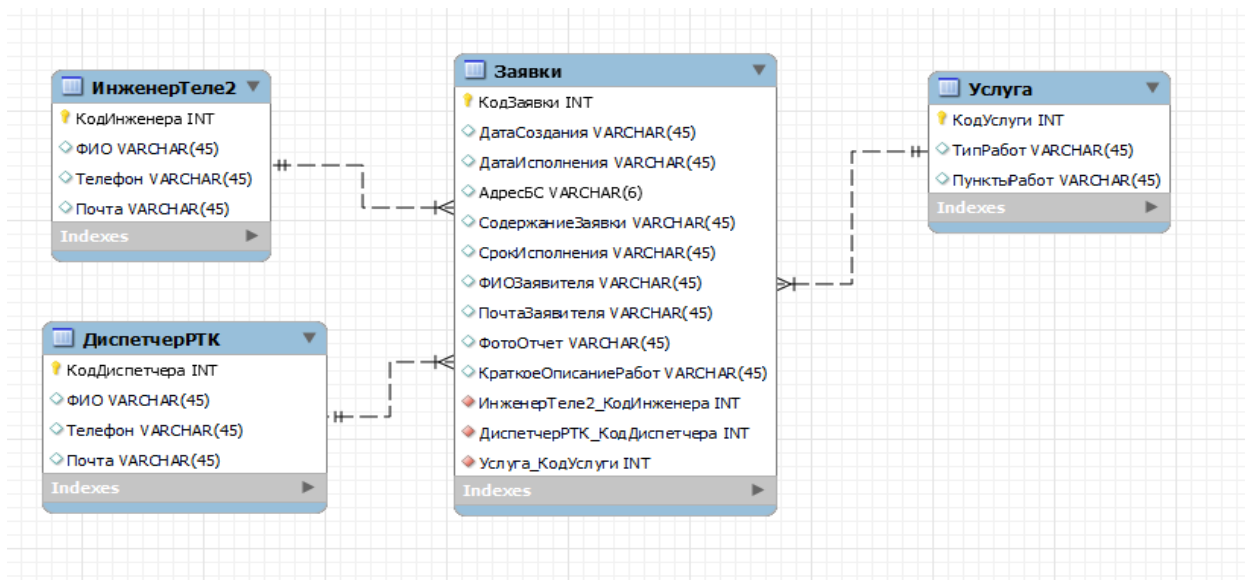 ИнженерТеле2
КодИнженера INT
ФИО VARCHAR(45)
Телефон VARCHAR(45)
Почта VARCHAR(45)
Indexes
ДиспетчерРТК
КодДиспетчера INT
ФИО VARCHAR(45)
Телефон VARCHAR(45)
Почта VARCHAR(45)
Indexes
Заявки
КодЗаявки INT
ДатаСоздания VARCHAR(45)
ДатаИсполнения VARCHAR(45)
АдресБС VARCHAR(6)
СодержаниеЗаявки VARCHAR(45)
СрокИсполнения VARCHAR(45)
ФИОЗаявителя VARCHAR(45)
ПочтаЗаявителя VARCHAR(45)
ФотоОтчет VARCHAR(45)
КраткоеОписаниеРабот VARCHAR(45)
ИнженерТеле2_КодИнженера INT
ДиспетчерРТК_КодДиспетчера INT
Услуга_КодУслуги INT
Indexes
Услуга
КодУслуги INT
ТипРабот VARCHAR(45)
ПунктыРабот VARCHAR(45)
Indexes